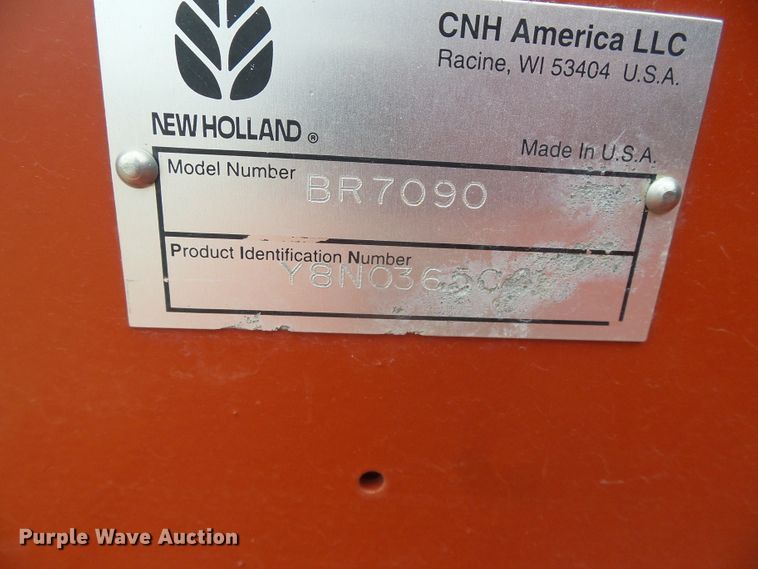 CNH America LLC
Racine, WI 53404 U.S.A.
NEW HOLLAND ®
Made In U.S.A.
Model Number BR7090
Product Identification Number
Purple Wave Auction